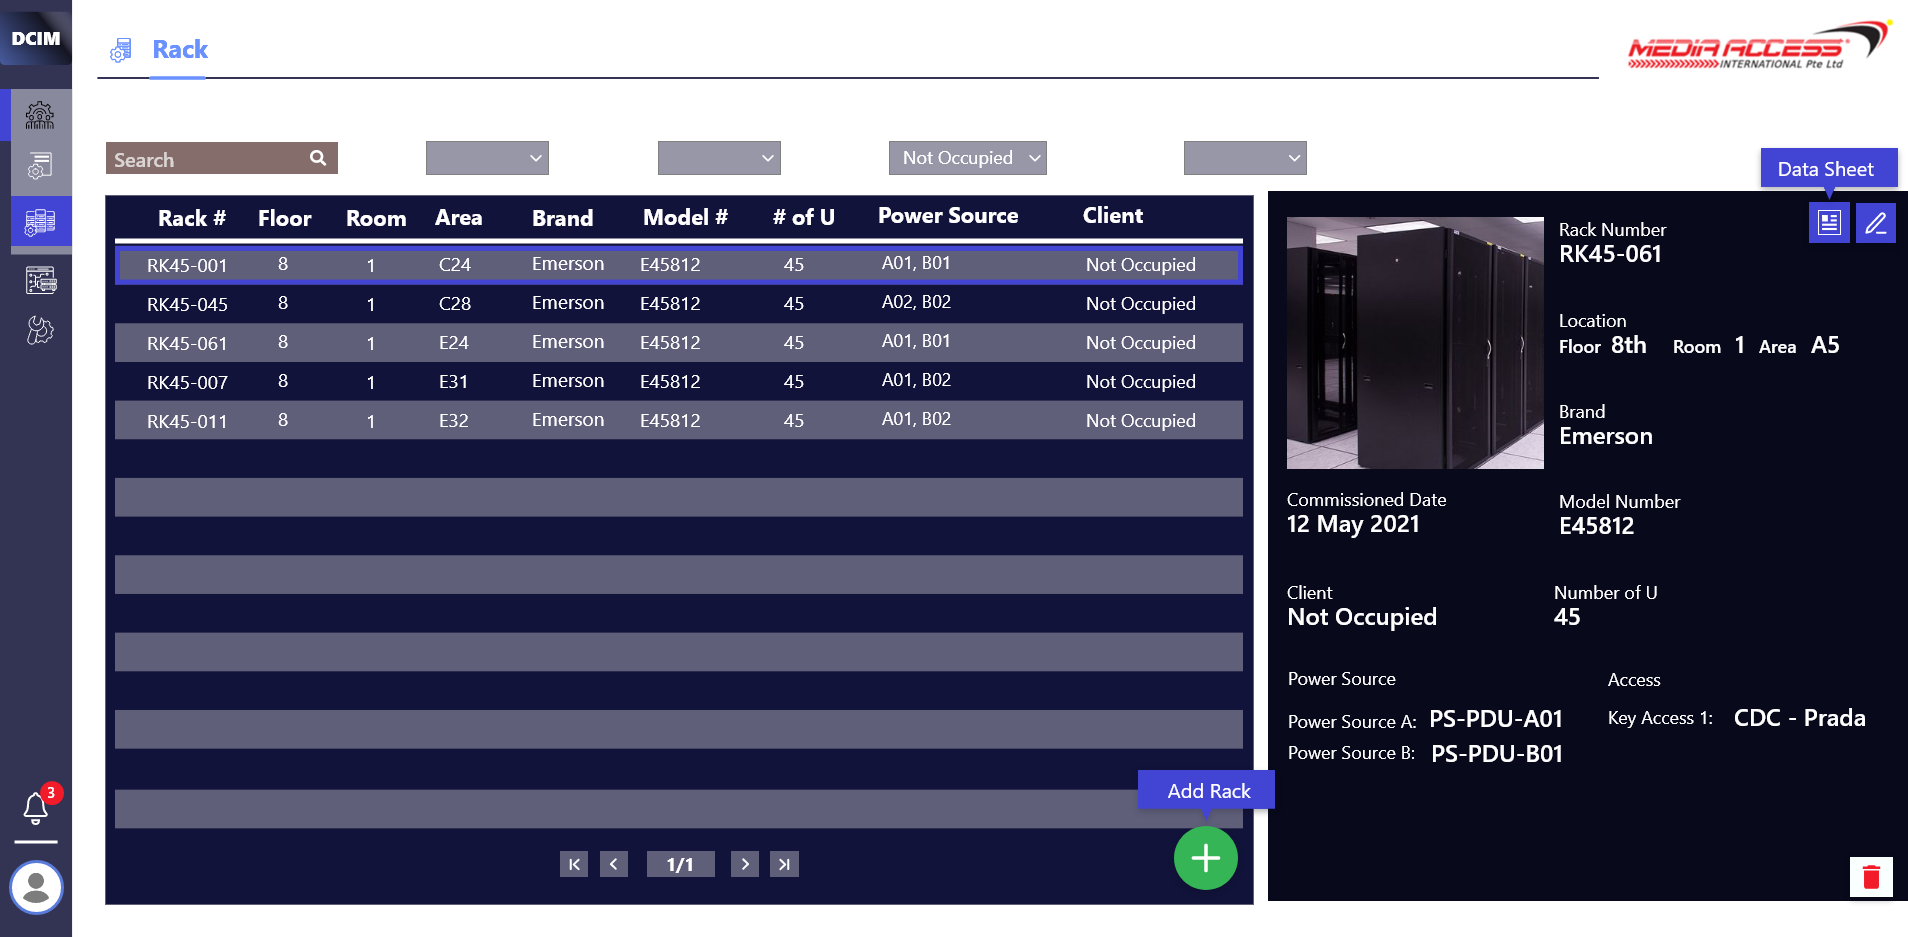 DCIM
Rack
MEDIA ACCESS
INTERNATIONAL Pte Ltd
Search
Not Occupied
Data Sheet
Rack # Floor Room Area Brand Model # # of U Power Source Client
RK45-001 8 1 C24 Emerson E45812 45 A01, B01 Not Occupied
RK45-045 8 1 C28 Emerson E45812 45 A02, B02 Not Occupied
RK45-061 8 1 E24 Emerson E45812 45 A01, B01 Not Occupied
RK45-007 8 1 E31 Emerson E45812 45 A01, B02 Not Occupied
RK45-011 8 1 E32 Emerson E45812 45 A01, B02 Not Occupied
Add Rack
1/1
3
Rack Number
RK45-061
Location
Floor 8th Room 1 Area A5
Brand
Emerson
Commissioned Date
12 May 2021
Model Number
E45812
Client
Not Occupied
Number of U
45
Power Source
Power Source A: PS-PDU-A01
Power Source B: PS-PDU-B01
Access
Key Access 1: CDC - Prada